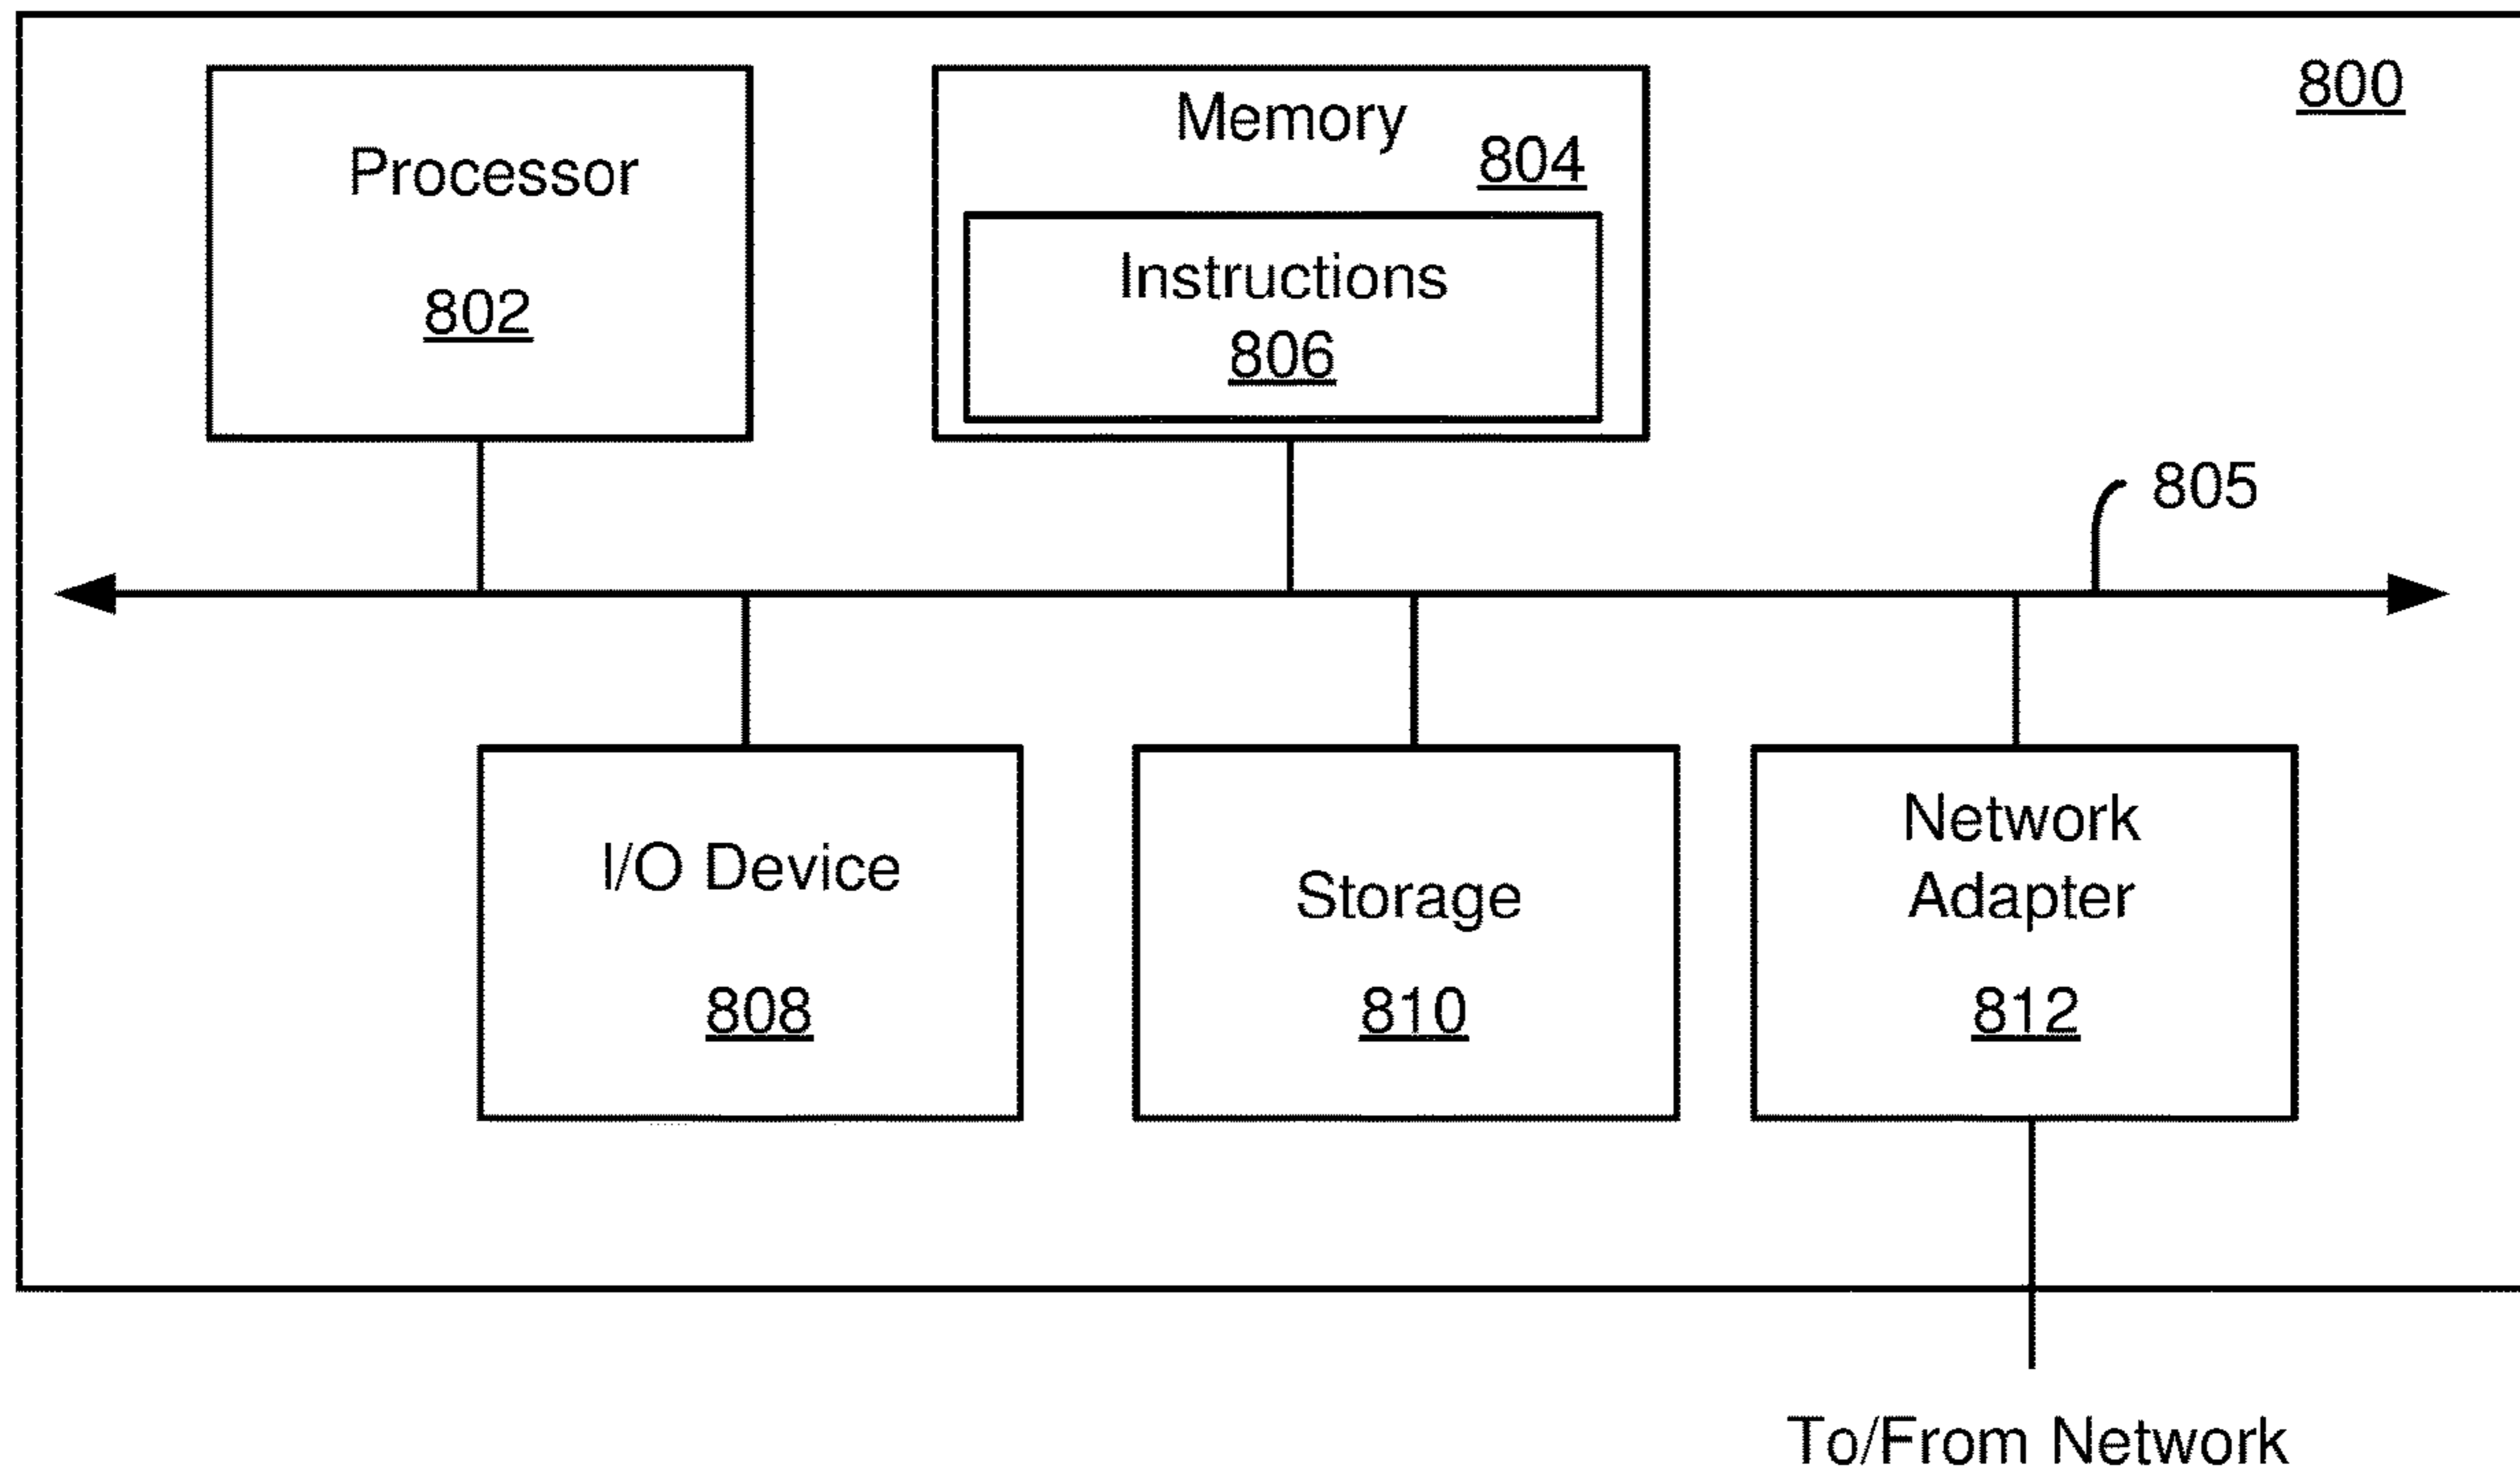 800
Processor
802
Memory
804
Instructions
806
805
I/O Device
808
Storage
810
Network
Adapter
812
To/From Network